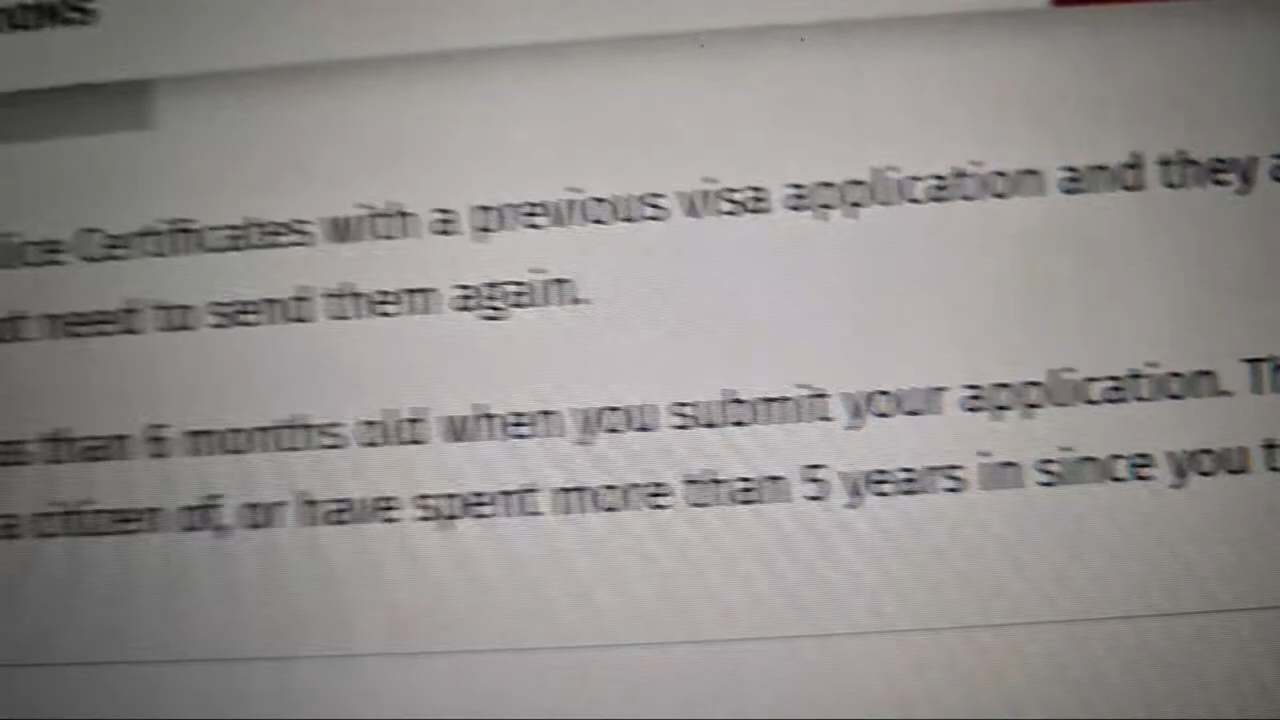 Certificates with a previous visa application and they
need to send them again.
than 6 months old when you submit your application.
a citizen of, or have spent more than 5 years in since you